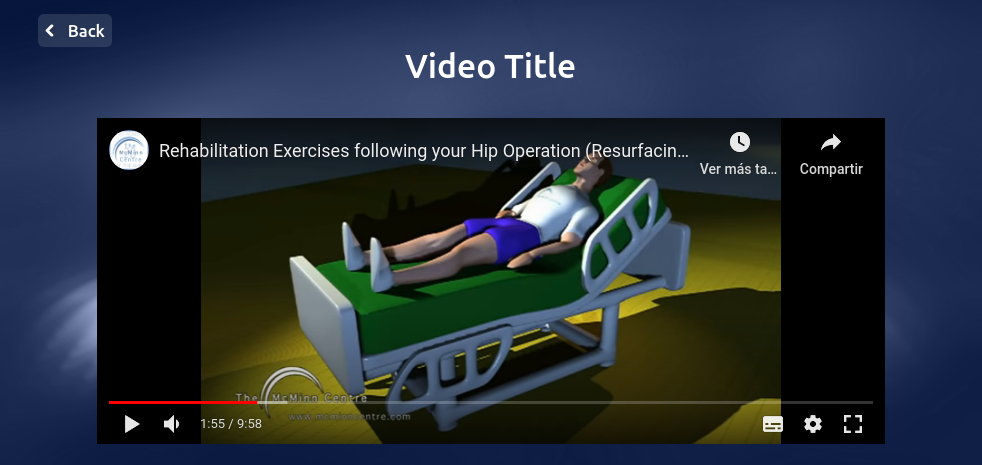 Back
Video Title
The
McMinn
Centre
Rehabilitation Exercises following your Hip Operation (Resurfacin...
Ver más ta...
Compartir
The McMinn Centre
www.mcminncentre.com
1:55 / 9:58